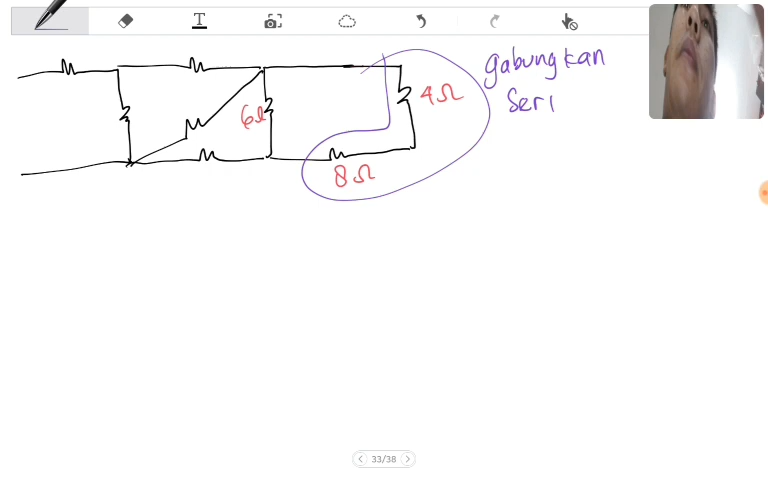 T
gabungkan
seri
4Ω
6Ω
8Ω
33/38